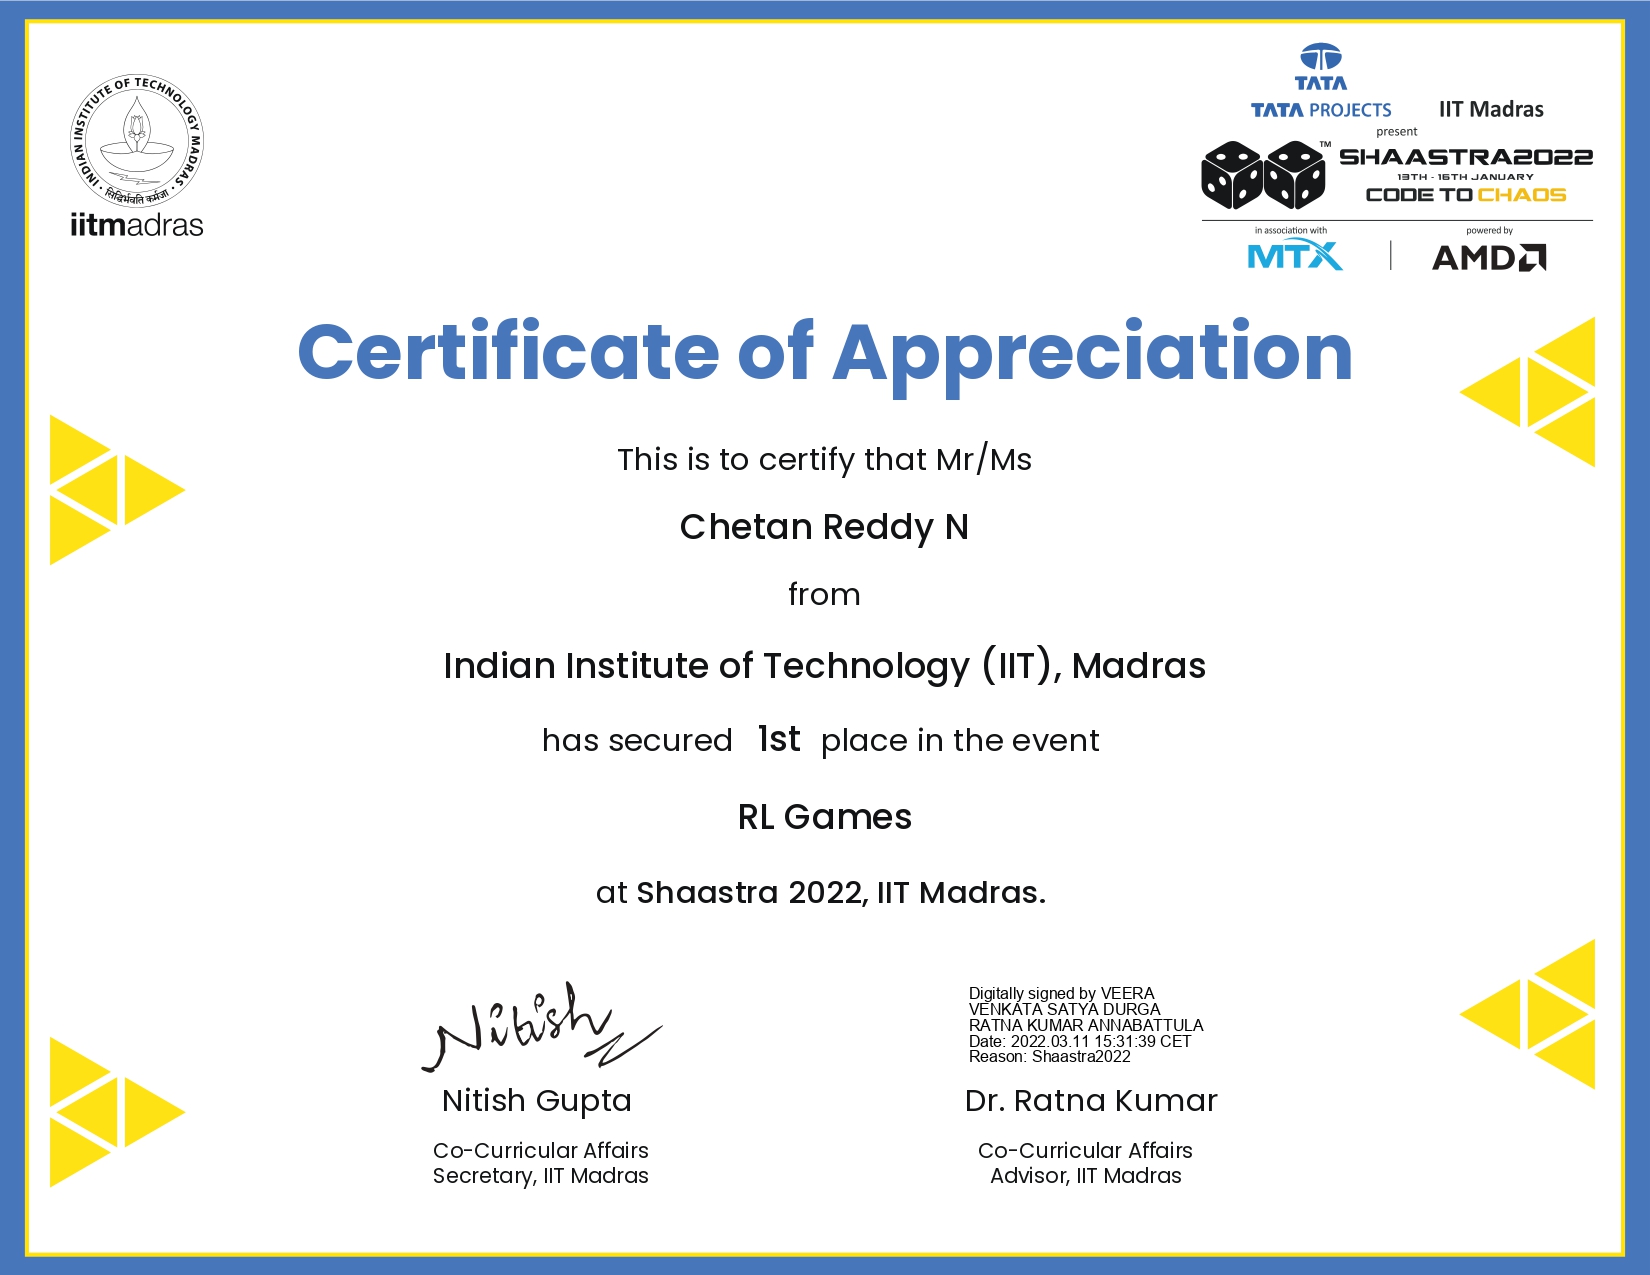 INDIAN INSTITUTE OF TECHNOLOGY MADRAS
सिद्धिर्भवति कर्मजा
iitmadras
TATA
TATA PROJECTS IIT Madras
present
SHAASTRA2022
TM
13TH - 16TH JANUARY
CODE TO CHAOS
in association with powered by
MTX AMD
Certificate of Appreciation
This is to certify that Mr/Ms
Chetan Reddy N
from
Indian Institute of Technology (IIT), Madras
has secured 1st place in the event
RL Games
at Shaastra 2022, IIT Madras.
Nitish
Nitish Gupta
Co-Curricular Affairs
Secretary, IIT Madras
Digitally signed by VEERA
VENKATA SATYA DURGA
RATNA KUMAR ANNABATTULA
Date: 2022.03.11 15:31:39 CET
Reason: Shaastra2022
Dr. Ratna Kumar
Co-Curricular Affairs
Advisor, IIT Madras